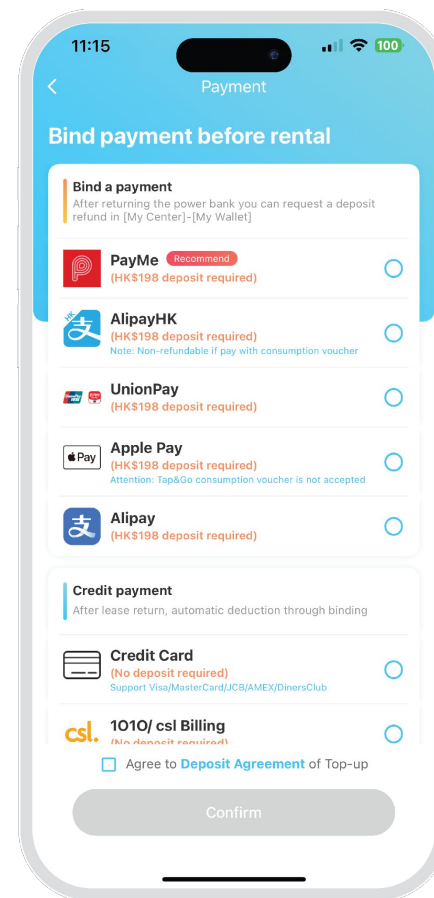 11:15
100
Payment
Bind payment before rental
Bind a payment
After returning the power bank you can request a deposit
refund in [My Center]-[My Wallet]
PayMe Recommend
(HK$198 deposit required)
HK
支
AlipayHK
(HK$198 deposit required)
Note: Non-refundable if pay with consumption voucher
UnionPay
(HK$198 deposit required)
Pay
Apple Pay
(HK$198 deposit required)
Attention: Tap&Go consumption voucher is not accepted
支
Alipay
(HK$198 deposit required)
Credit payment
After lease return, automatic deduction through binding
Credit Card
(No deposit required)
Support Visa/MasterCard/JCB/AMEX/DinersClub
csl.
1O1O/ csl Billing
(No deposit required)
Agree to Deposit Agreement of Top-up
Confirm